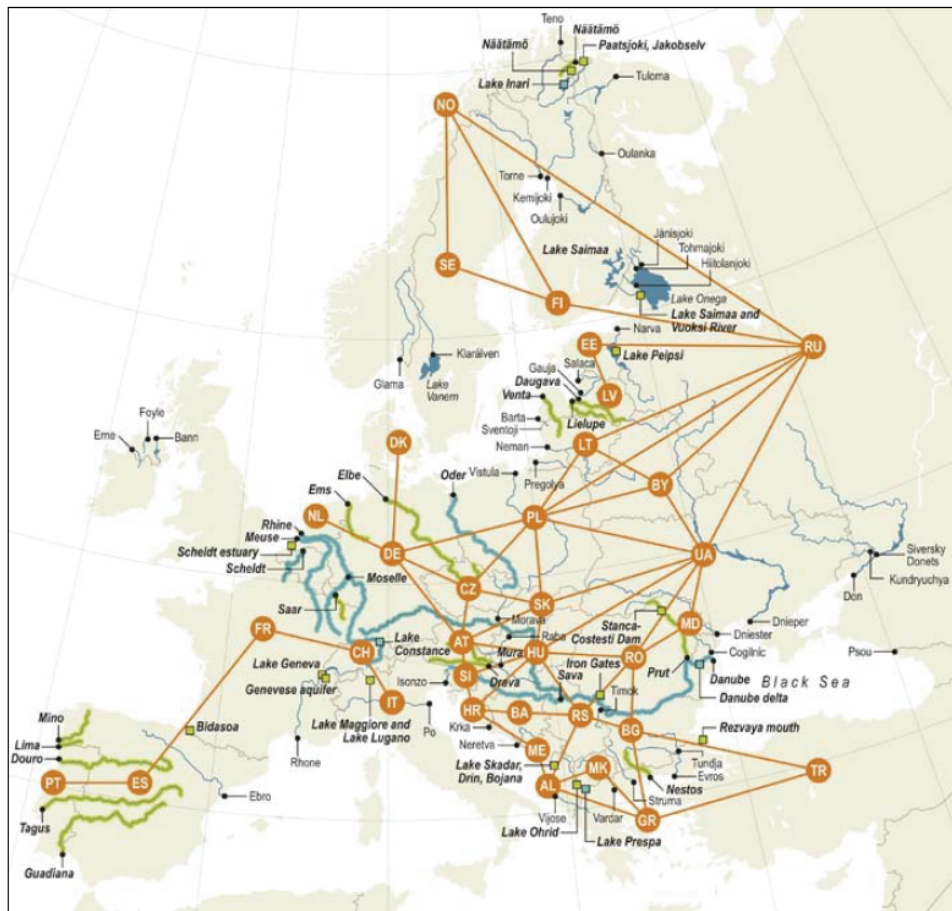 Teno
Näätämö
Näätämö
Paatsjoki, Jakobselv
Lake Inari
Tuloma
NO
Oulanka
Torne
Kemijoki
Oulujoki
Jänisjoki
Lake Saimaa
Tohmajoki
Hiitolanjoki
SE
FI
Lake Onega
Lake Saimaa and
Vuoksi River
Narva
EE
RU
Lake Peipsi
Klarälven
Salaca
Gauja
Glama
Lake
Vanern
Daugava
LV
Venta
Foyle
Barta
Lielupe
Erne
Bann
Sventoji
DK
Neman
LT
Elbe
Oder
Vistula
Pregolya
Ems
BY
NL
PL
Rhine
Meuse
DE
UA
Scheldt estuary
Siversky
Donets
Scheldt
Moselle
Kundryuchya
CZ
Don
Saar
SK
Morava
Stanca-
Costesti Dam
MD
Dnieper
FR
AT
Raba
Dniester
Lake
Constance
CH
Mura
HU
RO
Cogilnic
Psou
Lake Geneva
SI
Iron Gates
Prut
Danube
Black Sea
Genevese aquifer
Isonzo
Drava
Sava
Timok
Danube delta
IT
HR
BA
RS
Mino
Bidasoa
Lake Maggiore and
Lake Lugano
Po
Krka
BG
Rezvaya mouth
Lima
Neretva
ME
Douro
Rhone
Lake Skadar,
Drin, Bojana
MK
Tundja
Evros
TR
PT
ES
AL
Nestos
Ebro
Vijose
Vardar
Struma
Tagus
GR
Lake Ohrid
Lake Prespa
Guadiana